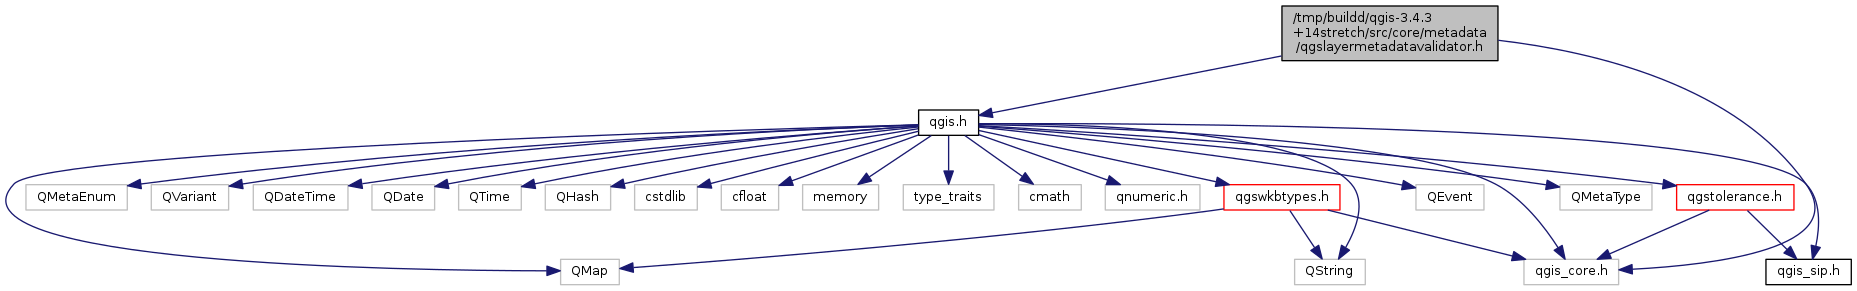 /tmp/buildd/qgis-3.4.3
+14stretch/src/core/metadata
/qgslayermetadatavalidator.h
qgis.h
QMetaEnum
QVariant
QDateTime
QDate
QTime
QHash
cstdlib
cfloat
memory
type_traits
cmath
qnumeric.h
qgswkbtypes.h
QEvent
QMetaType
qgstolerance.h
QMap
QString
qgis_core.h
qgis_sip.h